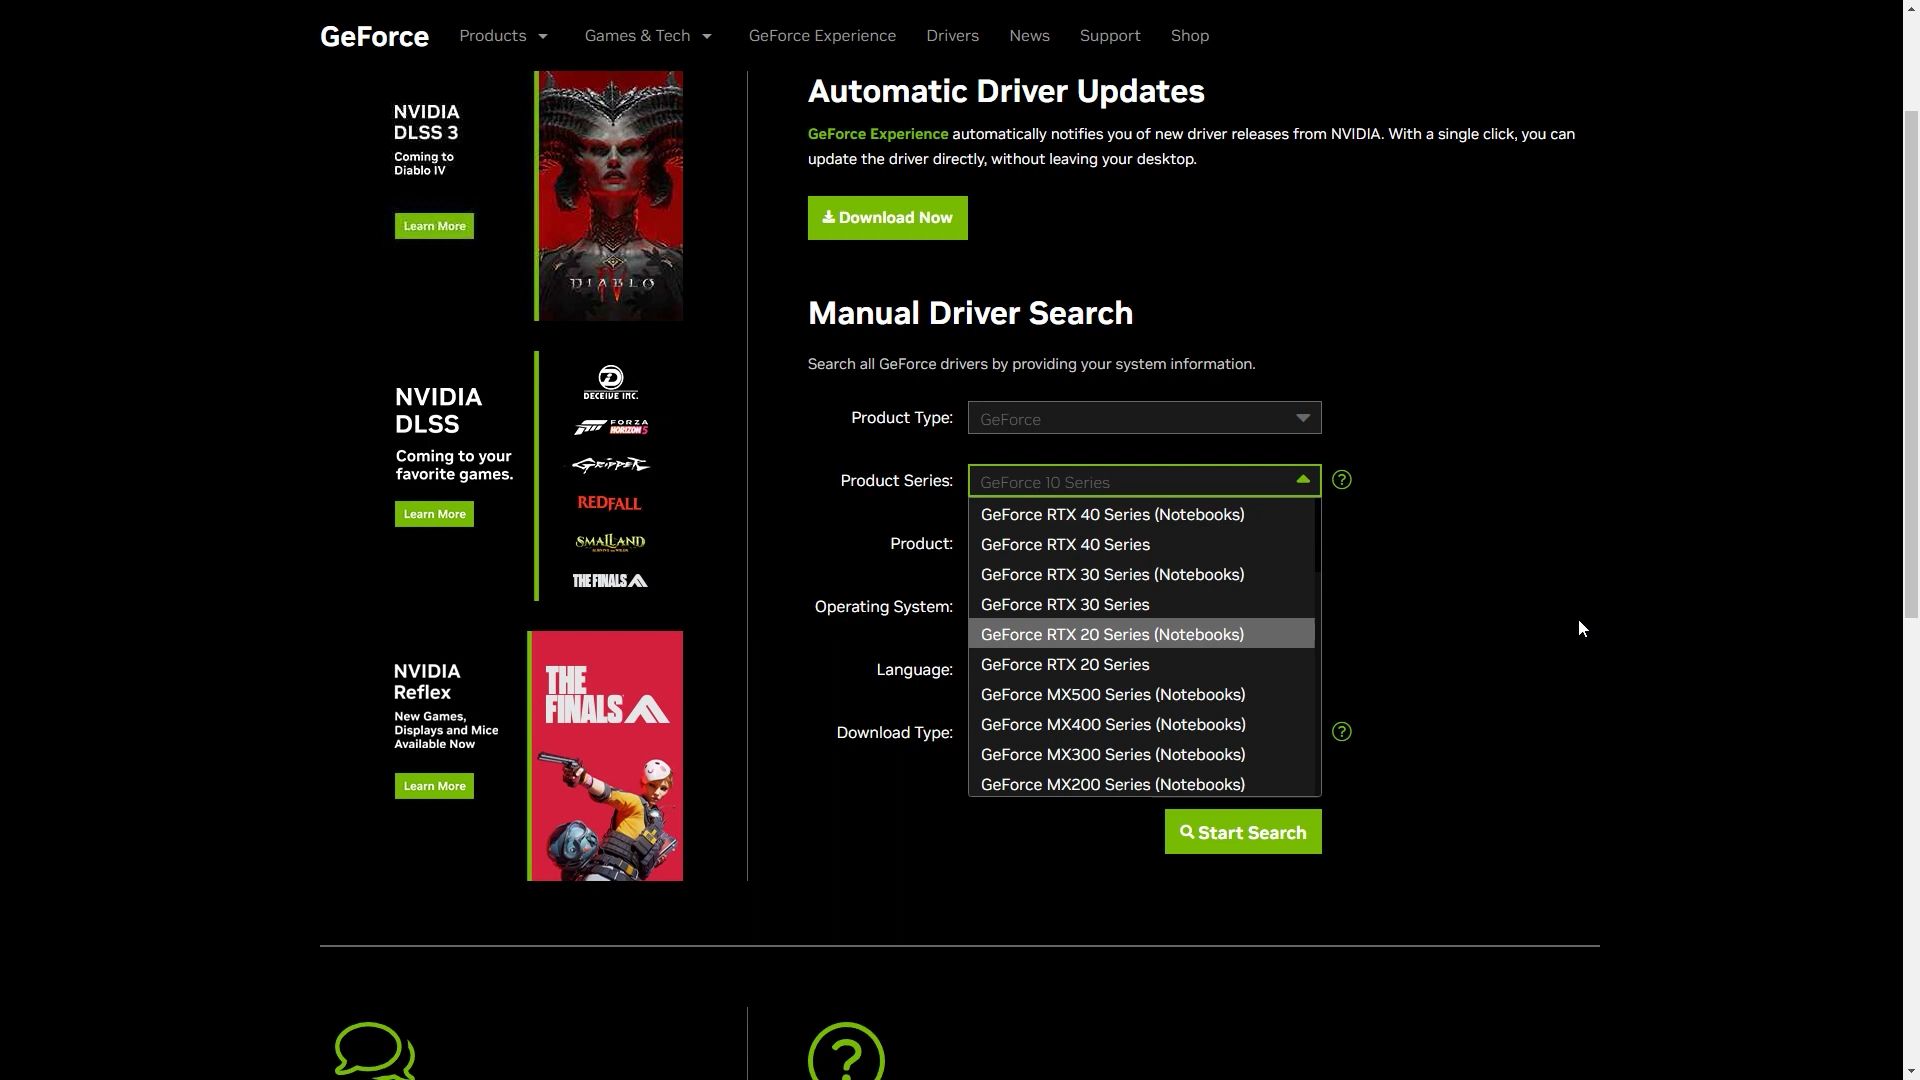 GeForce
Products
Games & Tech
GeForce Experience
Drivers
News
Support
Shop
NVIDIA
DLSS 3
Coming to
Diablo IV
Learn More
DIABLO
IV
NVIDIA
DLSS
Coming to your
favorite games.
Learn More
DECEIVE INC.
FORZA
HORIZON 5
GRIPPER
REDFALL
SMALLAND
THE FINALS
NVIDIA
Reflex
New Games,
Displays and Mice
Available Now
Learn More
THE
FINALS
Automatic Driver Updates
GeForce Experience automatically notifies you of new driver releases from NVIDIA. With a single click, you can
update the driver directly, without leaving your desktop.
Download Now
Manual Driver Search
Search all GeForce drivers by providing your system information.
Product Type:
GeForce
Product Series:
GeForce 10 Series
?
GeForce RTX 40 Series (Notebooks)
GeForce RTX 40 Series
GeForce RTX 30 Series (Notebooks)
GeForce RTX 30 Series
GeForce RTX 20 Series (Notebooks)
GeForce RTX 20 Series
GeForce MX500 Series (Notebooks)
GeForce MX400 Series (Notebooks)
GeForce MX300 Series (Notebooks)
GeForce MX200 Series (Notebooks)
Product:
Operating System:
Language:
Download Type:
?
Start Search
?